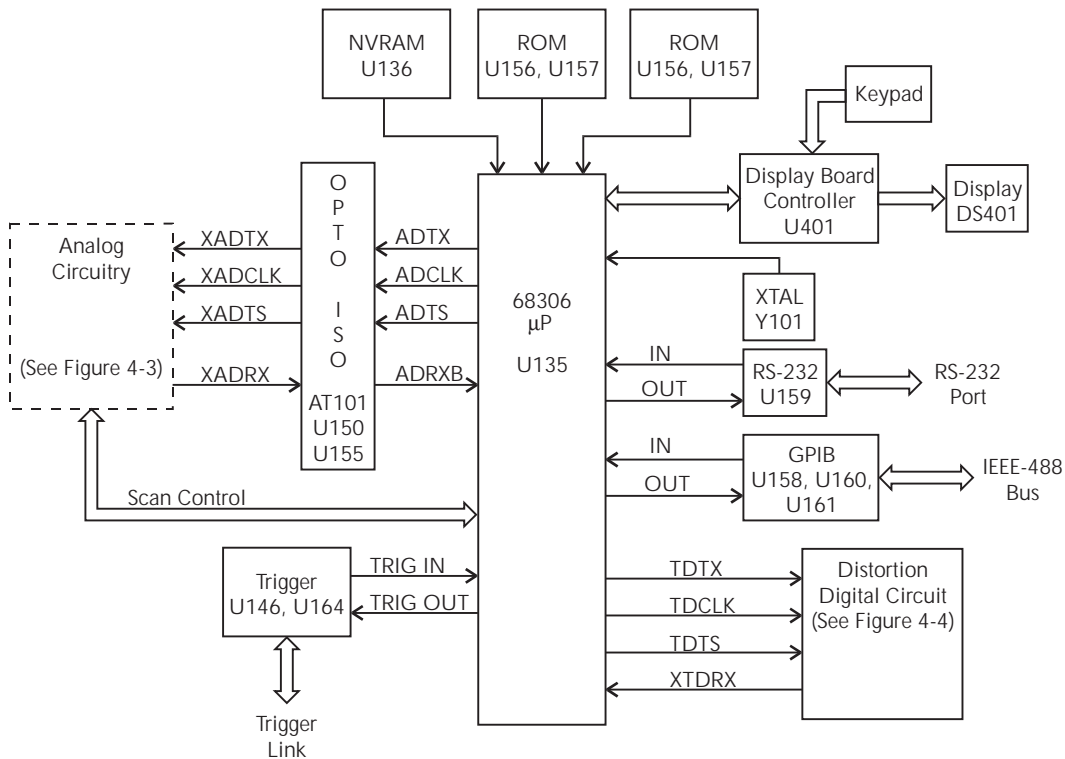 NVRAM
U136
ROM
U156, U157
ROM
U156, U157
Keypad
Display Board
Controller
U401
Display
DS401
O
P
T
O
I
S
O
AT101
U150
U155
Analog
Circuitry
(See Figure 4-3)
XADTX
XADCLK
XADTS
XADRX
ADTX
ADCLK
ADTS
ADRXB
68306
µP
U135
XTAL
Y101
IN
OUT
RS-232
U159
RS-232
Port
IN
OUT
GPIB
U158, U160,
U161
IEEE-488
Bus
Scan Control
Trigger
U146, U164
TRIG IN
TRIG OUT
Trigger
Link
TDTX
TDCLK
TDTS
XTDRX
Distortion
Digital Circuit
(See Figure 4-4)